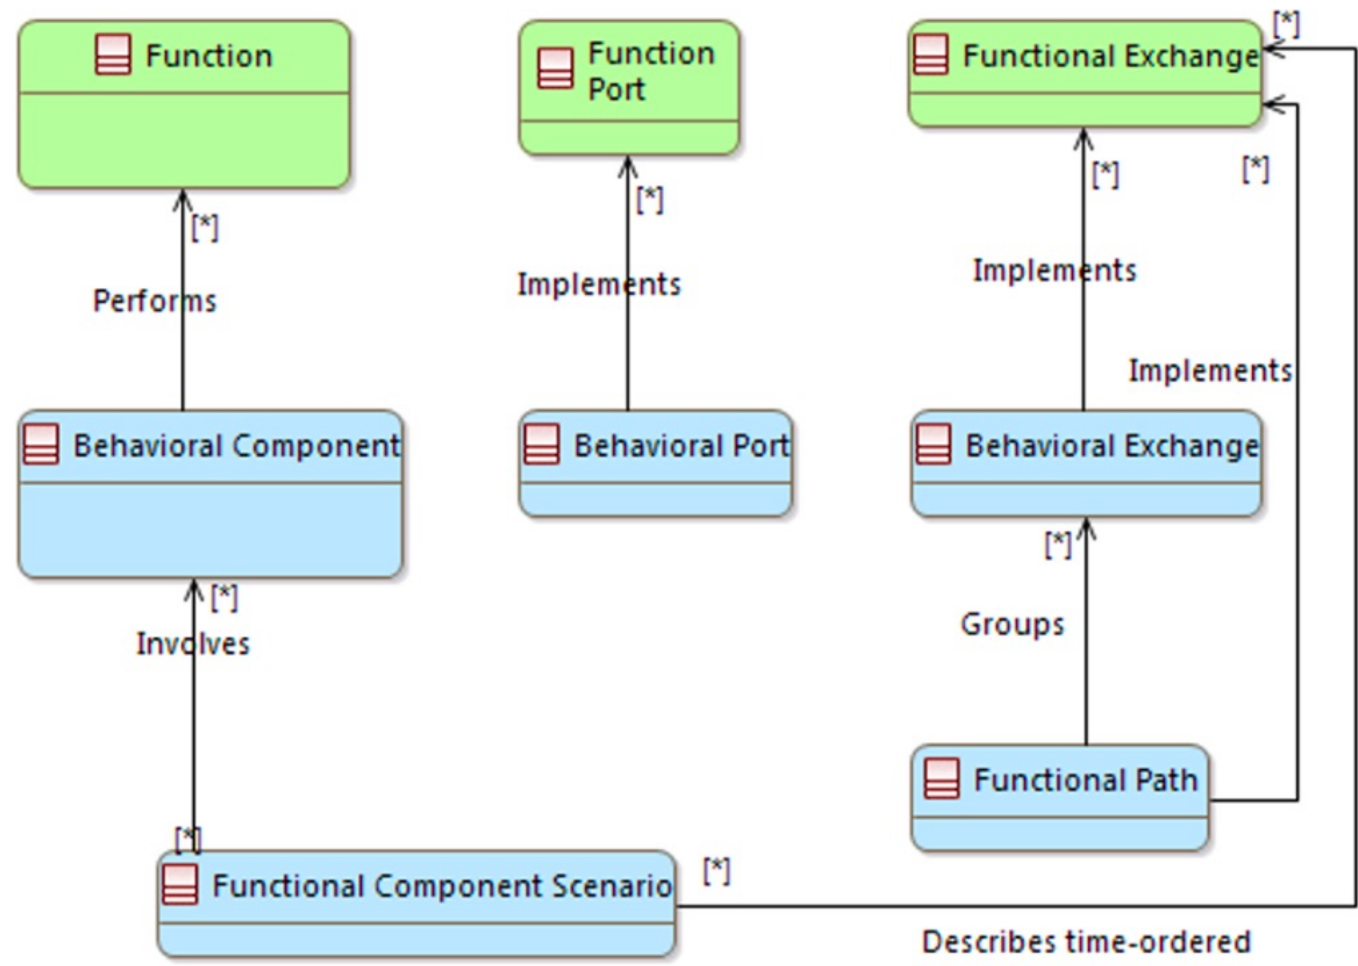 Function
Function
Port
Functional Exchange
[*]
[*]
[*]
[*]
[*]
Performs
Implements
Implements
Implements
Behavioral Component
Behavioral Port
Behavioral Exchange
[*]
[*]
Involves
Groups
Functional Path
[*]
Functional Component Scenario
[*]
Describes time-ordered